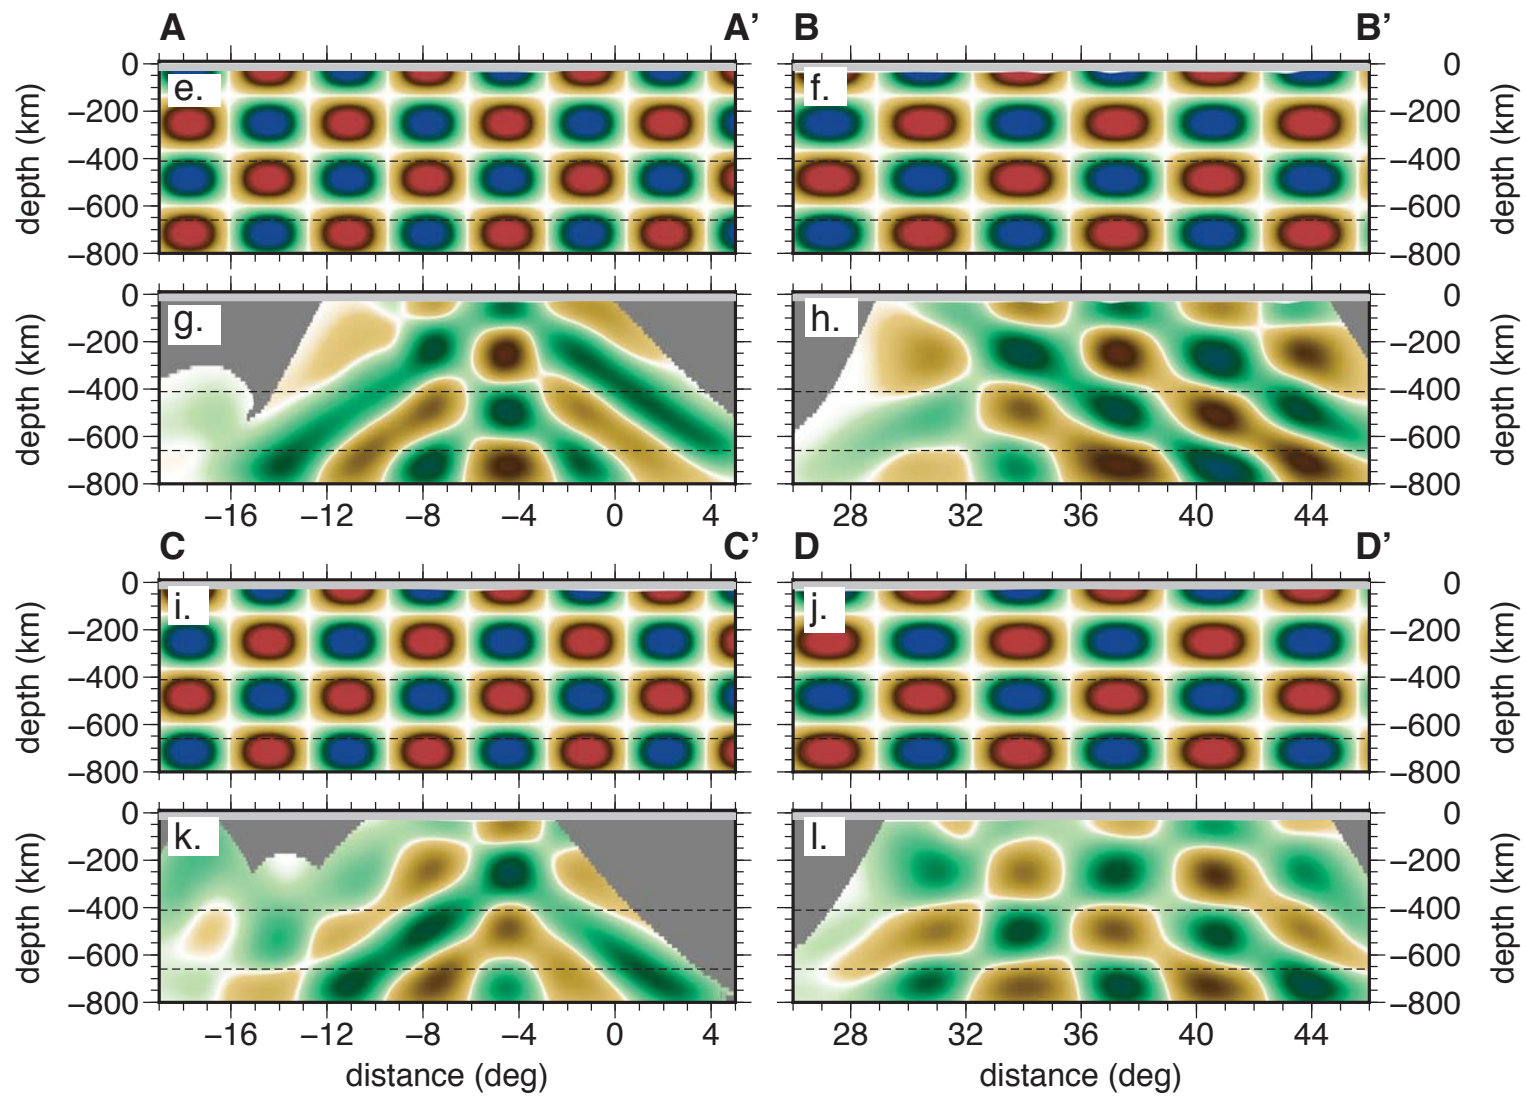 A A’ B B’
0 e. f. 0
−200 −200
−400 −400
−600 −600
−800 −800
depth (km) depth (km)
0 g. h. 0
−200 −200
−400 −400
−600 −600
−800 −800
depth (km) depth (km)
−16 −12 −8 −4 0 4 28 32 36 40 44
C C’ D D’
0 i. j. 0
−200 −200
−400 −400
−600 −600
−800 −800
depth (km) depth (km)
0 k. l. 0
−200 −200
−400 −400
−600 −600
−800 −800
depth (km) depth (km)
−16 −12 −8 −4 0 4 28 32 36 40 44
distance (deg) distance (deg)